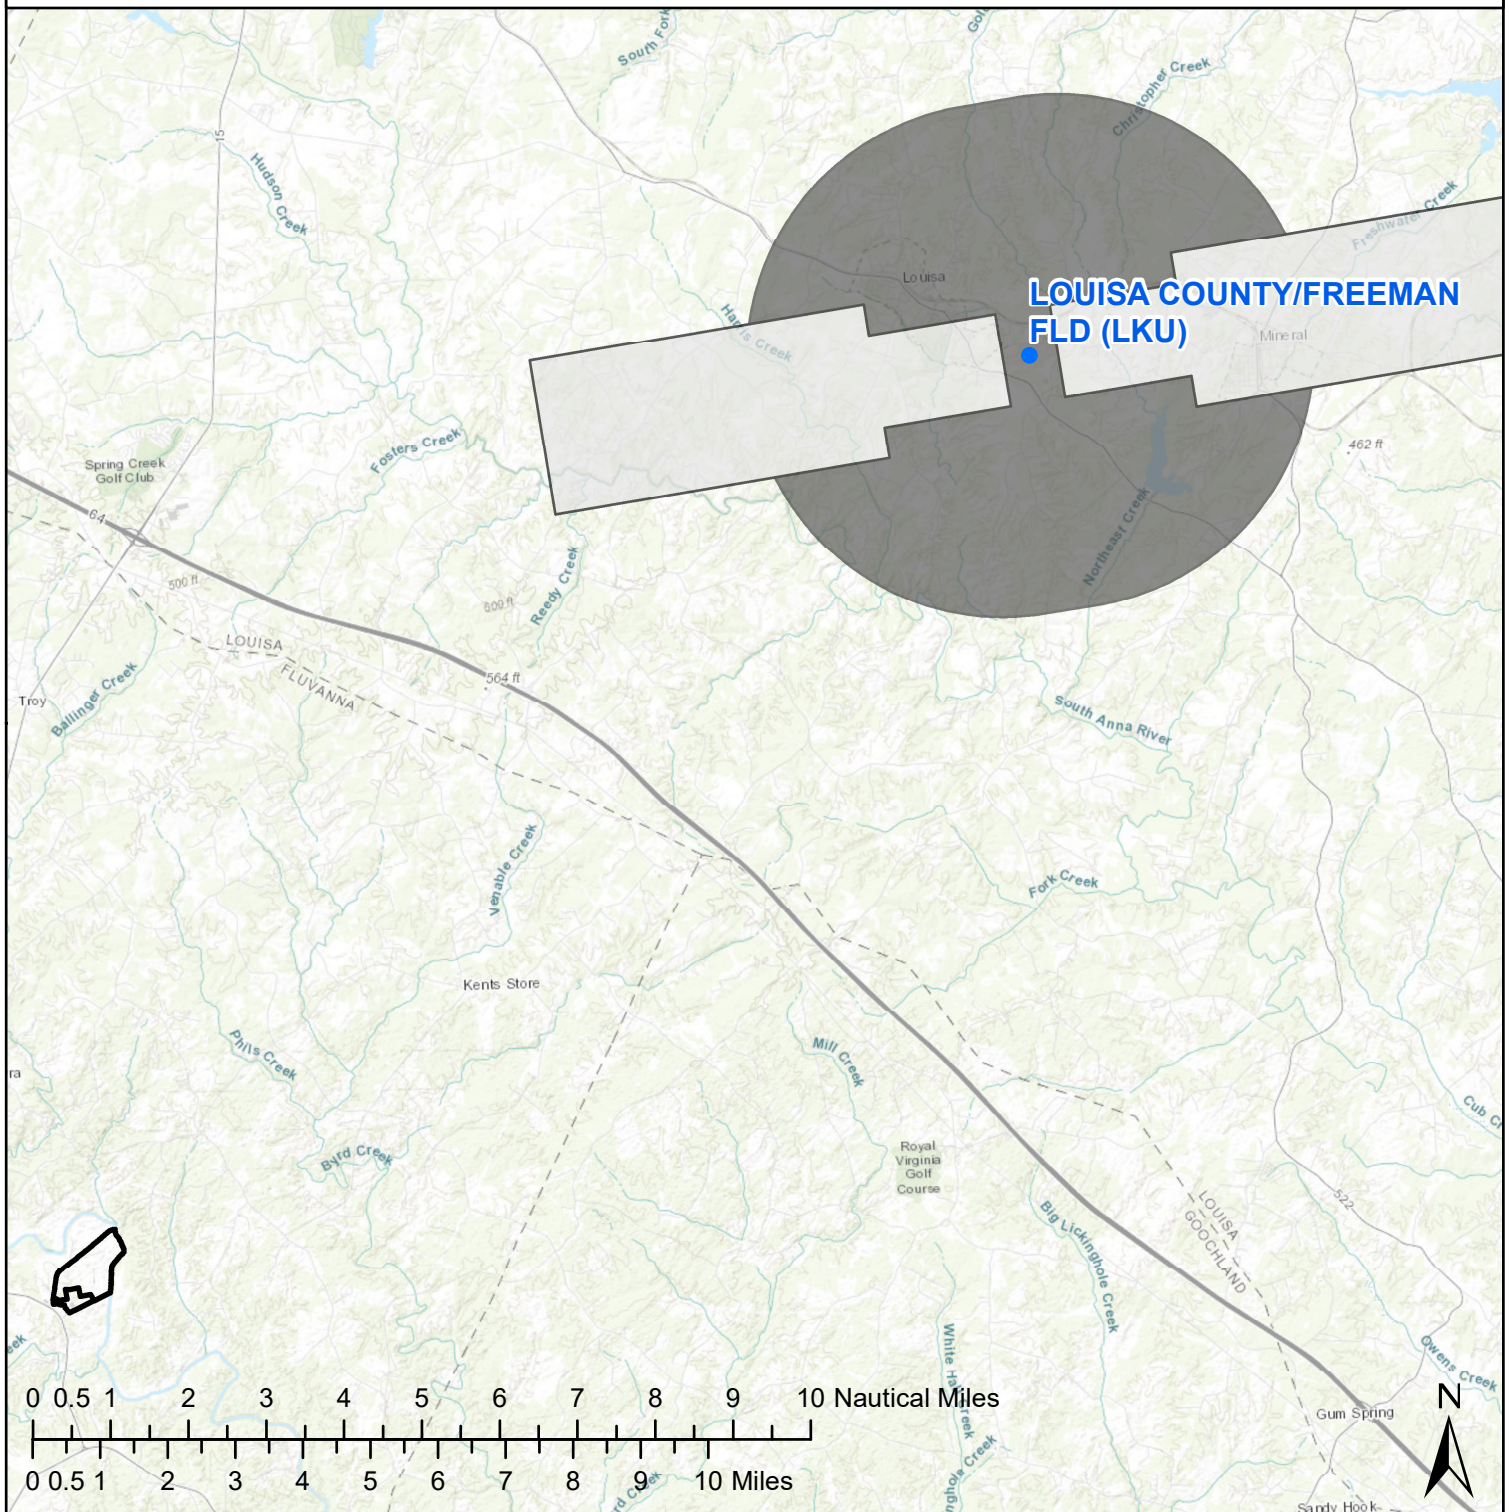 South Fork
Christopher Creek
15
Hudson Creek
Freshwater Creek
Louisa
LOUISA COUNTY/FREEMAN
FLD (LKU)
Harris Creek
Mineral
Fosters Creek
462 ft
Spring Creek
Golf Club
64
Northeast Creek
500 ft
Reedy Creek
LOUISA
FLUVANNA
564 ft
Troy
Ballinger Creek
South Anna River
Venable Creek
Fork Creek
Kents Store
Phils Creek
Mill Creek
ra
Cub C
Byrd Creek
Royal
Virginia
Golf
Course
522
LOUISA
GOOCHLAND
Big Lickinghole Creek
eek
Owens Creek
0 0.5 1 2 3 4 5 6 7 8 9 10 Nautical Miles
N
Gum Spring
0 0.5 1 2 3 4 5 6 7 8 9 10 Miles
rd Creek
Sandy Hook